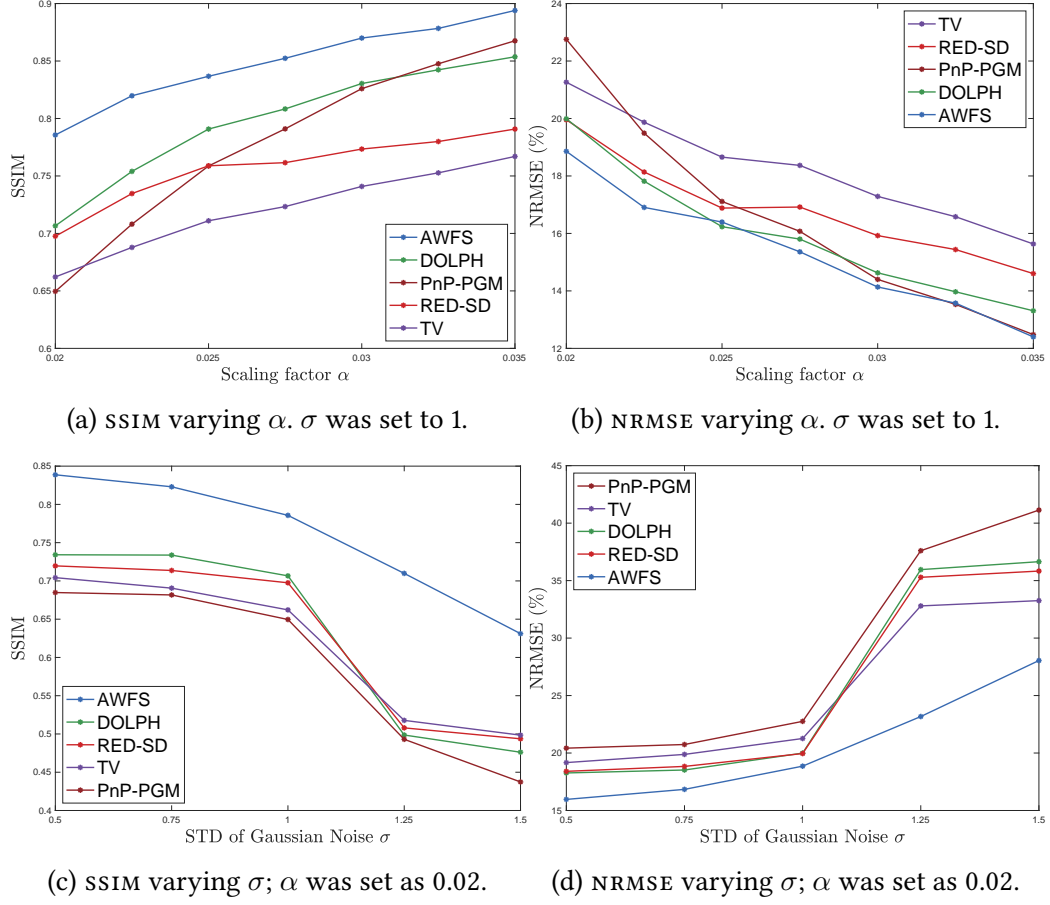 0.9
0.85
0.8
0.75
0.7
0.65
0.6
SSIM
0.02
0.025
0.03
0.035
Scaling factor α
AWFS
DOLPH
PnP-PGM
RED-SD
TV
(a) SSIM varying α. σ was set to 1.
24
22
20
18
16
14
12
NRMSE (%)
0.02
0.025
0.03
0.035
Scaling factor α
TV
RED-SD
PnP-PGM
DOLPH
AWFS
(b) NRMSE varying α. σ was set to 1.
0.85
0.8
0.75
0.7
0.65
0.6
0.55
0.5
0.45
0.4
SSIM
0.5
0.75
1
1.25
1.5
STD of Gaussian Noise σ
AWFS
DOLPH
RED-SD
TV
PnP-PGM
(c) SSIM varying σ; α was set as 0.02.
45
40
35
30
25
20
15
NRMSE (%)
0.5
0.75
1
1.25
1.5
STD of Gaussian Noise σ
PnP-PGM
TV
DOLPH
RED-SD
AWFS
(d) NRMSE varying σ; α was set as 0.02.